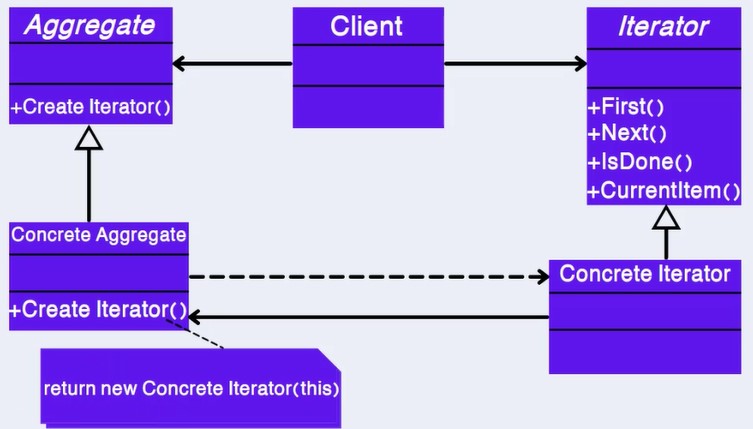 Aggregate
+Create Iterator()
Client
Iterator
+First()
+Next()
+IsDone()
+CurrentItem()
Concrete Aggregate
+Create Iterator()
Concrete Iterator
return new Concrete Iterator(this)